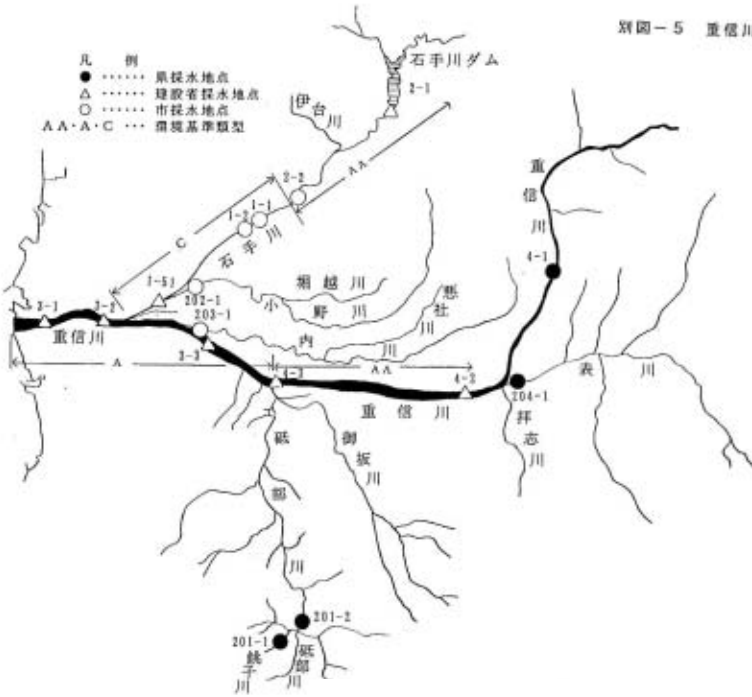 別図－5 重信川
凡 例
● ‥‥‥ 県採水地点
△ ‥‥‥ 建設省採水地点
○ ‥‥‥ 市採水地点
AA・A・C ‥‥ 環境基準類型
石手川ダム
2-1
伊台川
AA
2-2
1-1
1-2
C
石手川
重信川
4-1
堀越川
1-51
202-1
小野川
悪社川
203-1
内川
3-1
3-2
重信川
3-3
A
AA
4-3
4-2
重信川
204-1
表川
拝志川
砥部川
御坂川
201-2
201-1
砥部川
銚子川